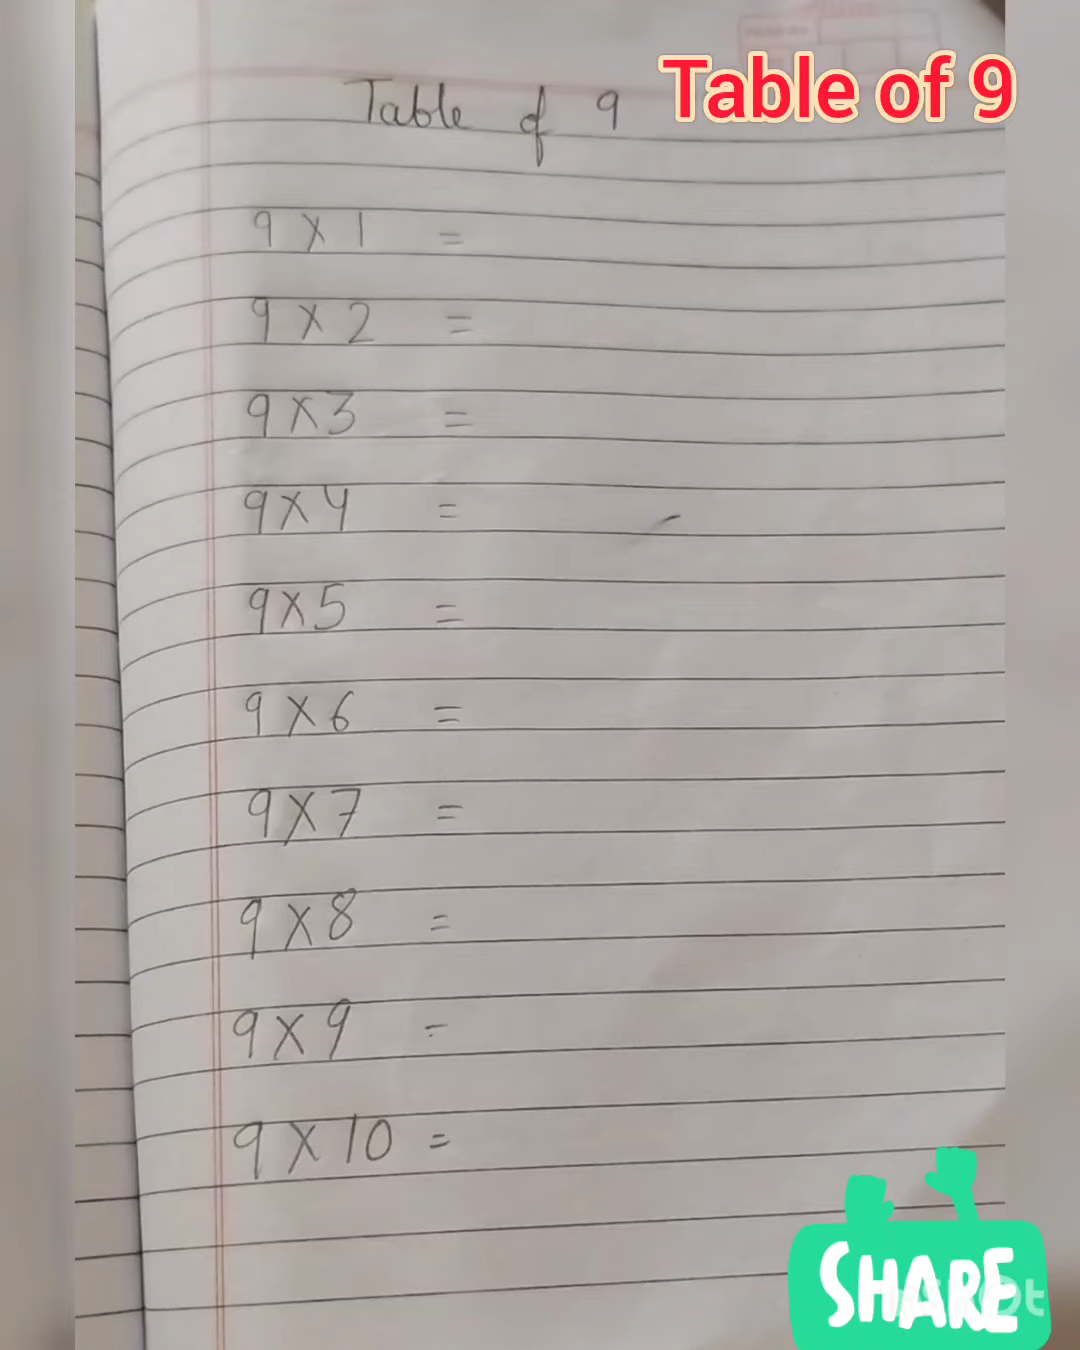 Table of 9
Table of 9
9 X 1 =
9 X 2 =
9 X 3 =
9 X 4 =
9 X 5 =
9 X 6 =
9 X 7 =
9 X 8 =
9 X 9 =
9 X 10 =
SHARE